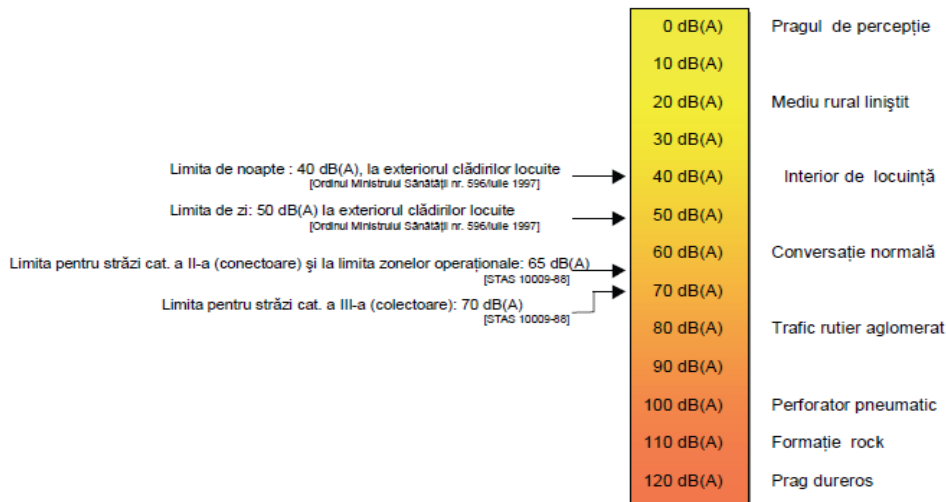 0 dB(A) Pragul de percepție
10 dB(A)
20 dB(A) Mediu rural liniştit
30 dB(A)
Limita de noapte : 40 dB(A), la exteriorul clădirilor locuite
[Ordinul Ministrului Sănătății nr. 596/iulie 1997]
40 dB(A) Interior de locuință
Limita de zi: 50 dB(A) la exteriorul clădirilor locuite
[Ordinul Ministrului Sănătății nr. 596/iulie 1997]
50 dB(A)
60 dB(A) Conversație normală
Limita pentru străzi cat. a II-a (conectoare) şi la limita zonelor operaționale: 65 dB(A)
[STAS 10009-88]
70 dB(A)
Limita pentru străzi cat. a III-a (colectoare): 70 dB(A)
[STAS 10009-88]
80 dB(A) Trafic rutier aglomerat
90 dB(A)
100 dB(A) Perforator pneumatic
110 dB(A) Formație rock
120 dB(A) Prag dureros